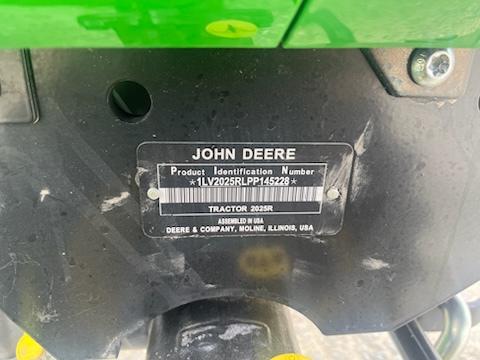 JOHN DEERE
Product Identification Number
*1LV2025RLPP145228*
TRACTOR 2025R
ASSEMBLED IN USA
DEERE & COMPANY, MOLINE, ILLINOIS, USA